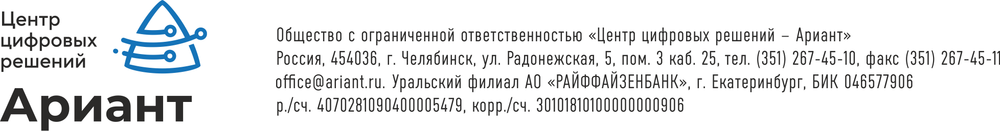 Центр
цифровых
решений
Ариант
Общество с ограниченной ответственностью «Центр цифровых решений – Ариант»
Россия, 454036, г. Челябинск, ул. Радонежская, 5, пом. 3 каб. 25, тел. (351) 267-45-10, факс (351) 267-45-11
office@ariant.ru. Уральский филиал АО «РАЙФФАЙЗЕНБАНК», г. Екатеринбург, БИК 046577906
р./сч. 4070281090400005479, корр./сч. 30101810100000000906